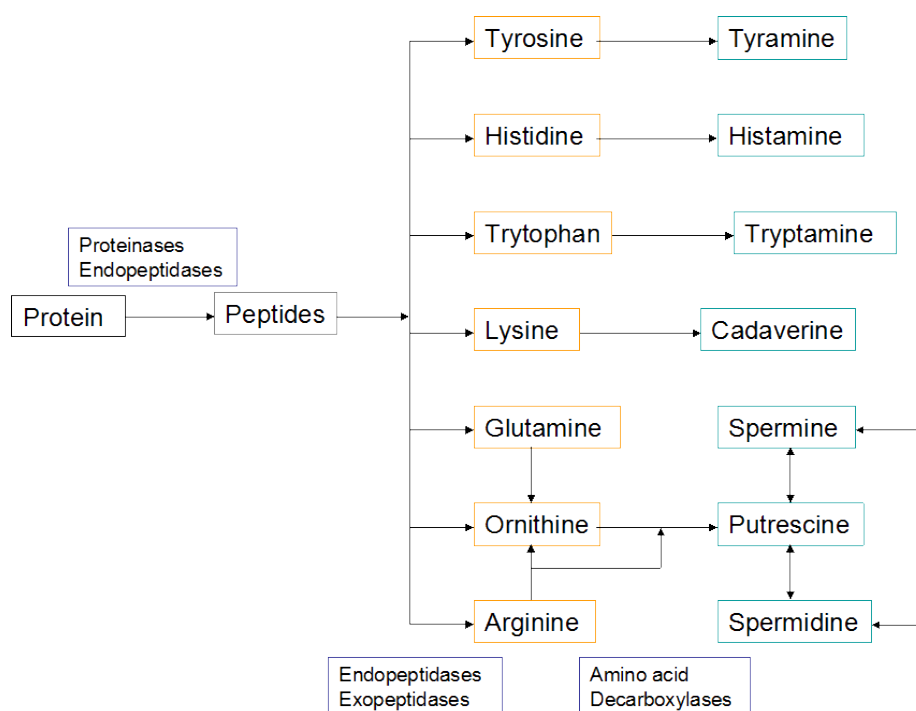 Tyrosine
Tyramine
Histidine
Histamine
Proteinases
Endopeptidases
Trytophan
Tryptamine
Protein
Peptides
Lysine
Cadaverine
Glutamine
Spermine
Ornithine
Putrescine
Arginine
Spermidine
Endopeptidases
Exopeptidases
Amino acid
Decarboxylases